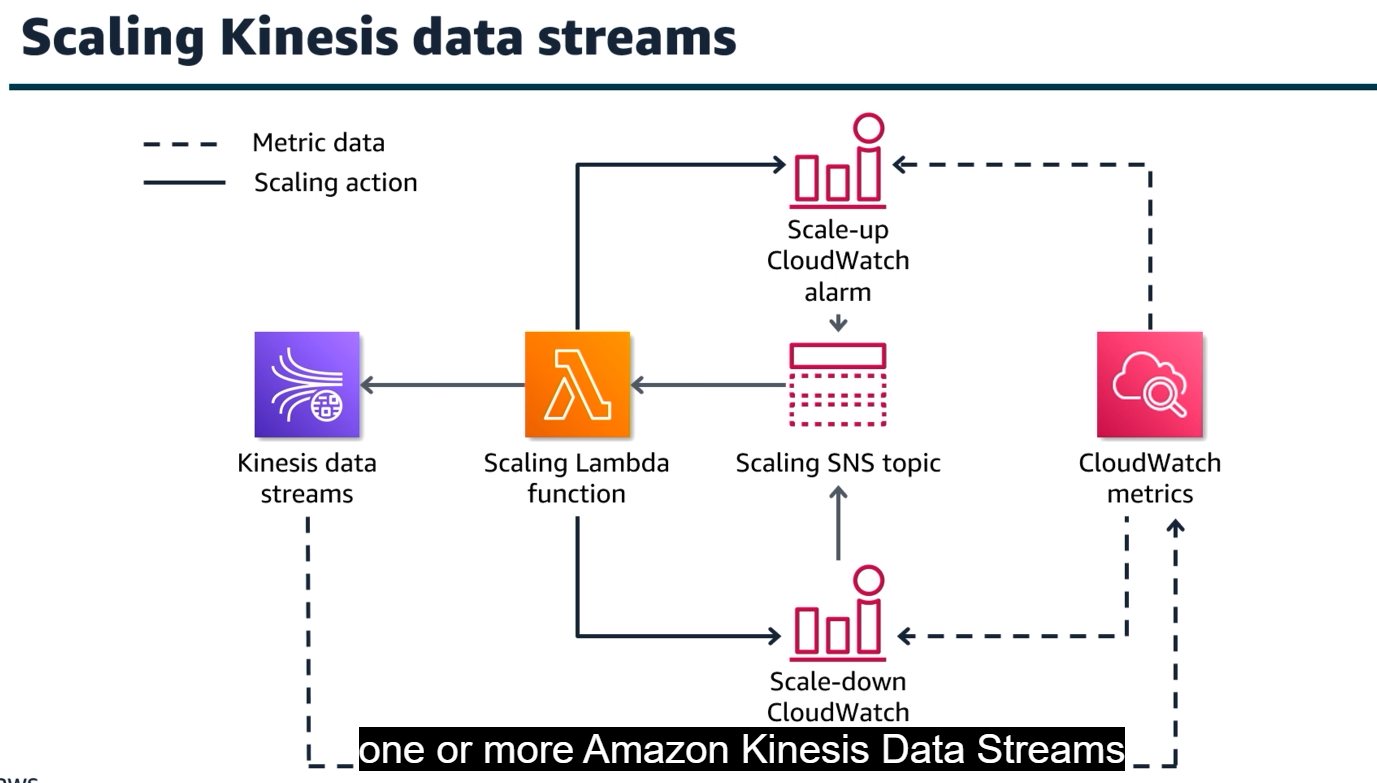 Scaling Kinesis data streams
Metric data
Scaling action
Scale-up
CloudWatch
alarm
Kinesis data
streams
Scaling Lambda
function
Scaling SNS topic
CloudWatch
metrics
Scale-down
CloudWatch
one or more Amazon Kinesis Data Streams